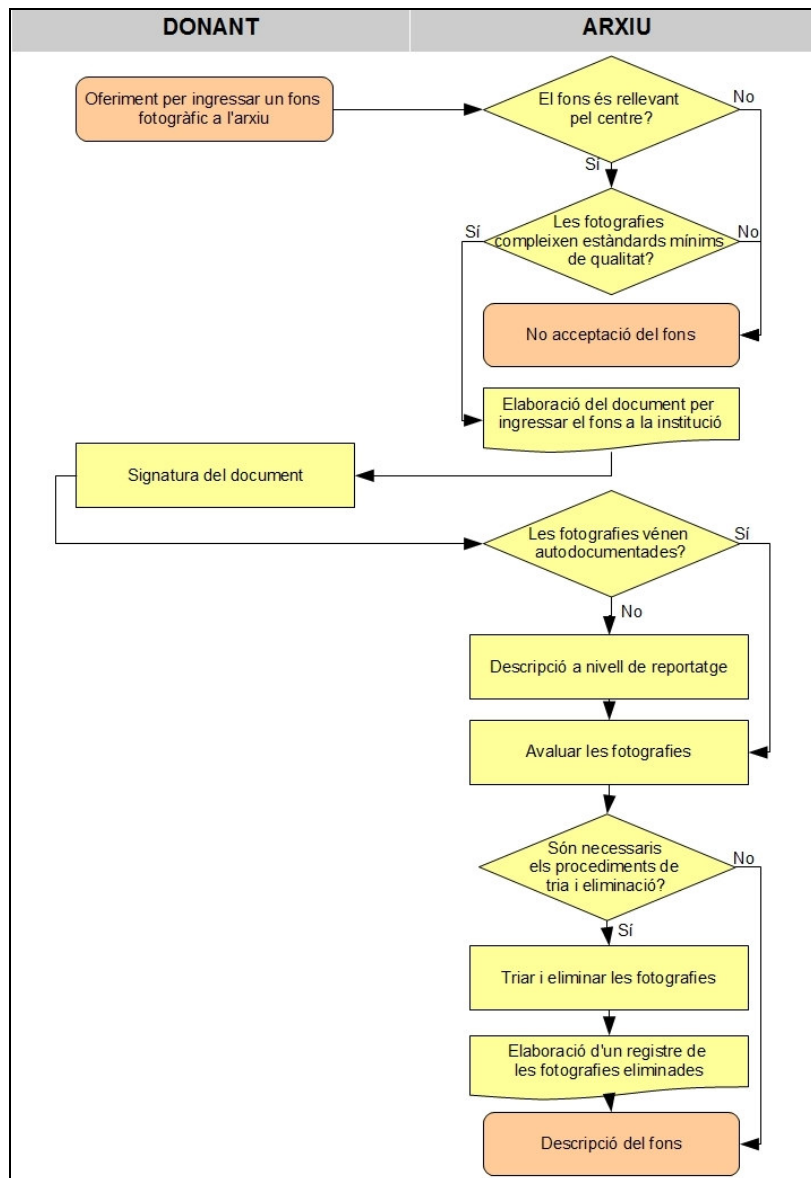 DONANT
ARXIU
Oferiment per ingressar un fons
fotogràfic a l'arxiu
El fons és rellevant
pel centre?
No
Sí
Les fotografies
compleixen estàndards mínims
de qualitat?
Sí
No
No acceptació del fons
Elaboració del document per
ingressar el fons a la institució
Signatura del document
Les fotografies vénen
autodocumentades?
Sí
No
Descripció a nivell de reportatge
Avaluar les fotografies
Són necessaris
els procediments de
tria i eliminació?
No
Sí
Triar i eliminar les fotografies
Elaboració d'un registre de
les fotografies eliminades
Descripció del fons